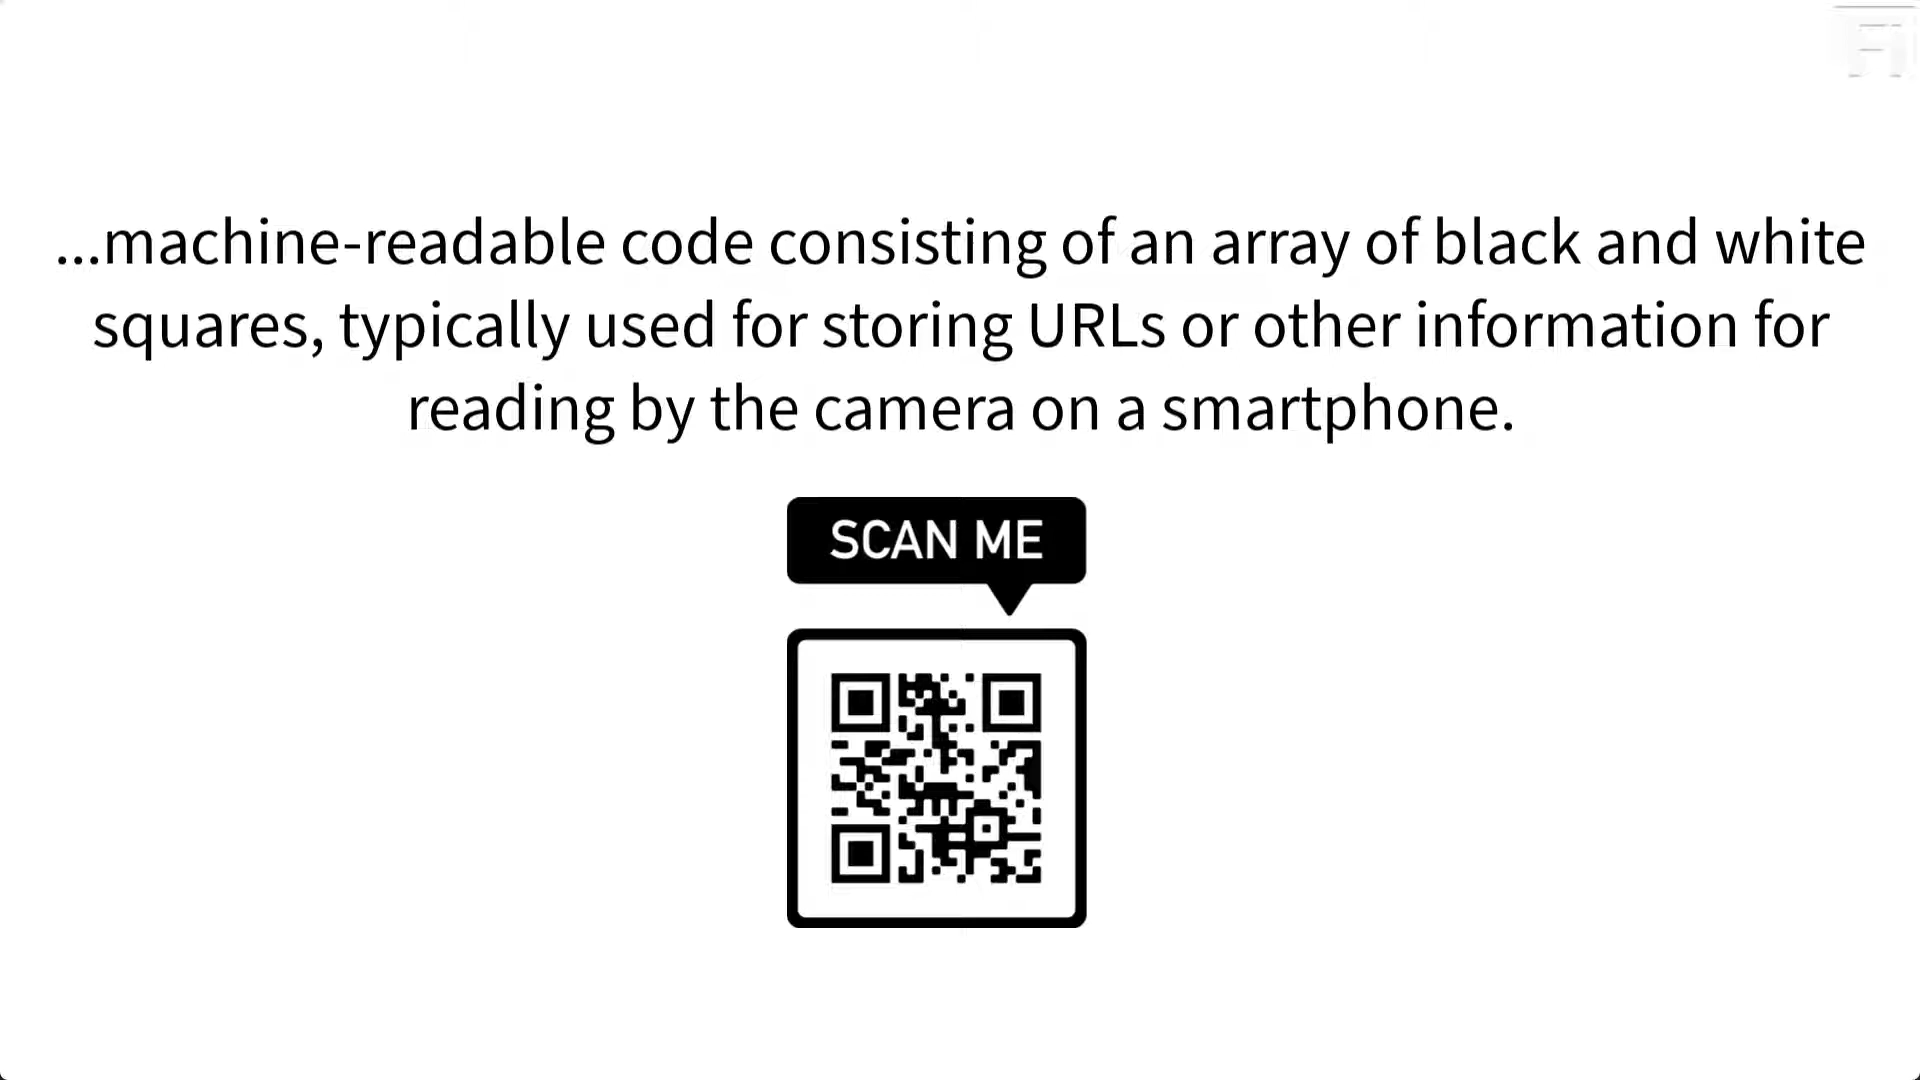 ...machine-readable code consisting of an array of black and white
squares, typically used for storing URLs or other information for
reading by the camera on a smartphone.
SCAN ME